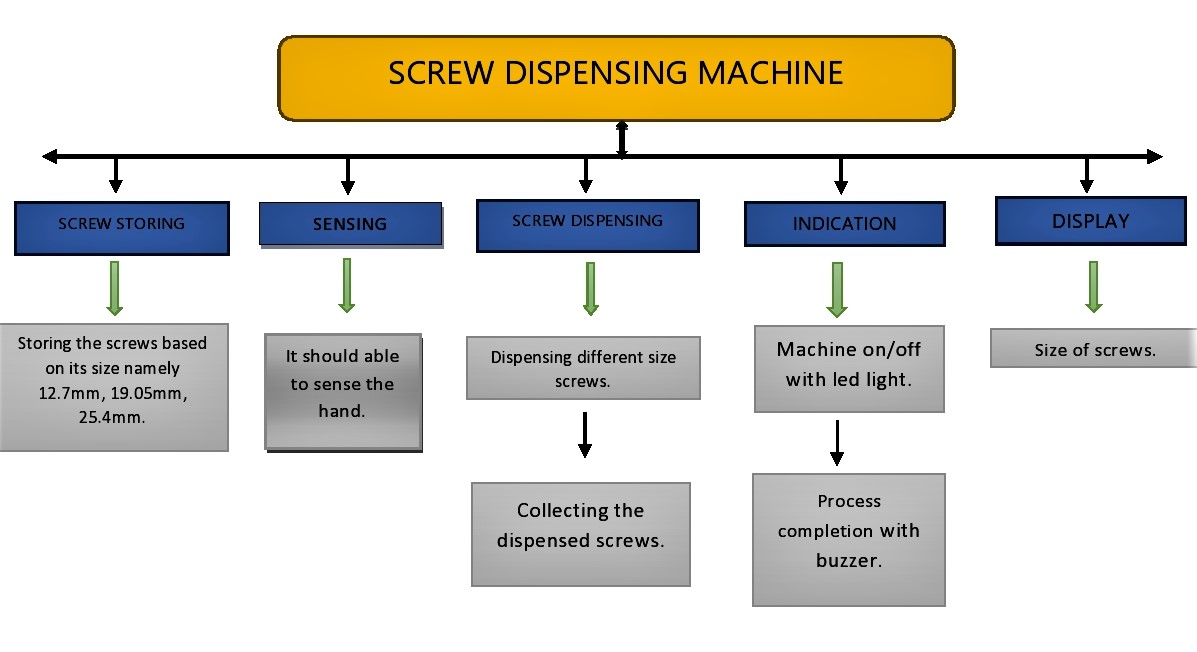 SCREW DISPENSING MACHINE
SCREW STORING
SENSING
SCREW DISPENSING
INDICATION
DISPLAY
Storing the screws based
on its size namely
12.7mm, 19.05mm,
25.4mm.
It should able
to sense the
hand.
Dispensing different size
screws.
Collecting the
dispensed screws.
Machine on/off
with led light.
Process
completion with
buzzer.
Size of screws.